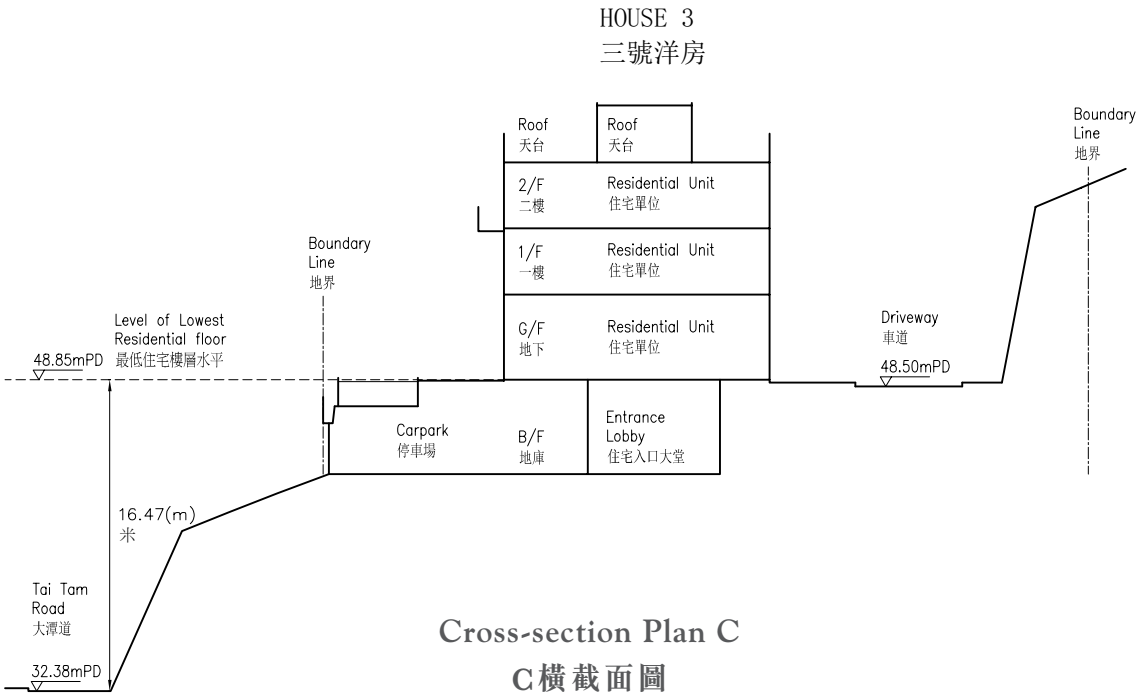 HOUSE 3
三號洋房
Roof
天台
Roof
天台
Boundary
Line
地界
2/F
二樓
Residential Unit
住宅單位
Boundary
Line
地界
1/F
一樓
Residential Unit
住宅單位
Level of Lowest
Residential floor
最低住宅樓層水平
48.85mPD
G/F
地下
Residential Unit
住宅單位
Driveway
車道
48.50mPD
Carpark
停車場
B/F
地庫
Entrance
Lobby
住宅入口大堂
16.47(m)
米
Tai Tam
Road
大潭道
32.38mPD
Cross-section Plan C
C橫截面圖